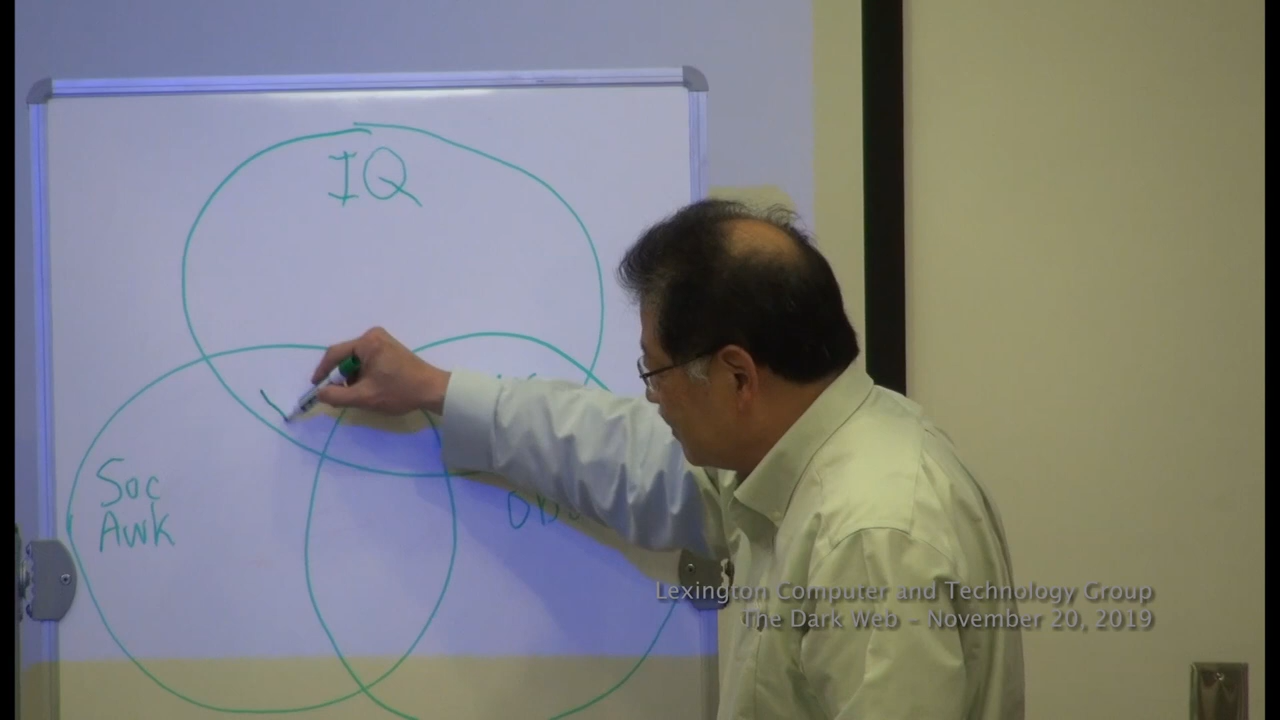 IQ
Soc
Awk
Lexington Computer and Technology Group
The Dark Web - November 20, 2019